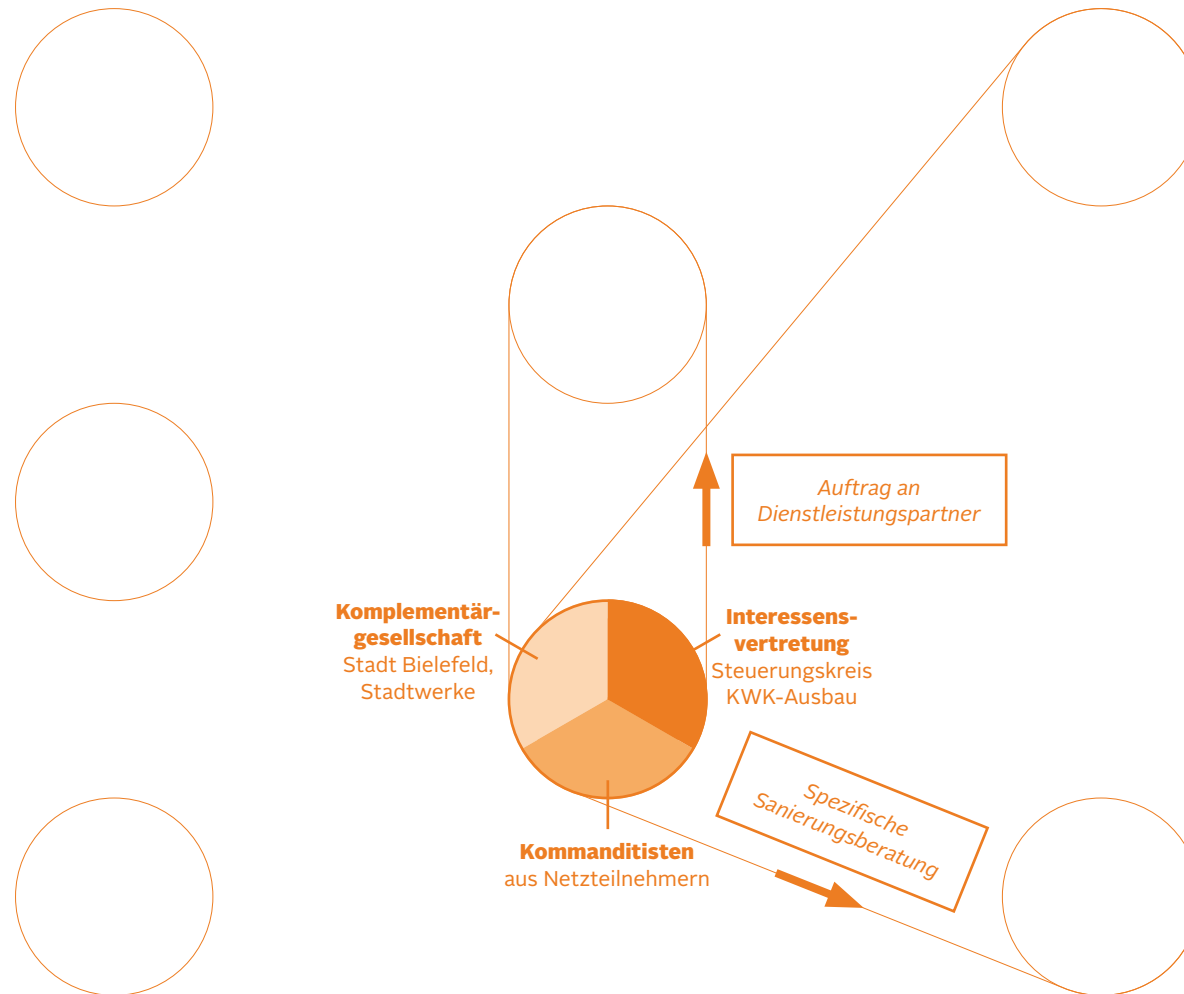 Auftrag an
Dienstleistungspartner
Komplementär-
gesellschaft
Stadt Bielefeld,
Stadtwerke
Interessens-
vertretung
Steuerungskreis
KWK-Ausbau
Spezifische
Sanierungsberatung
Kommanditisten
aus Netzteilnehmern